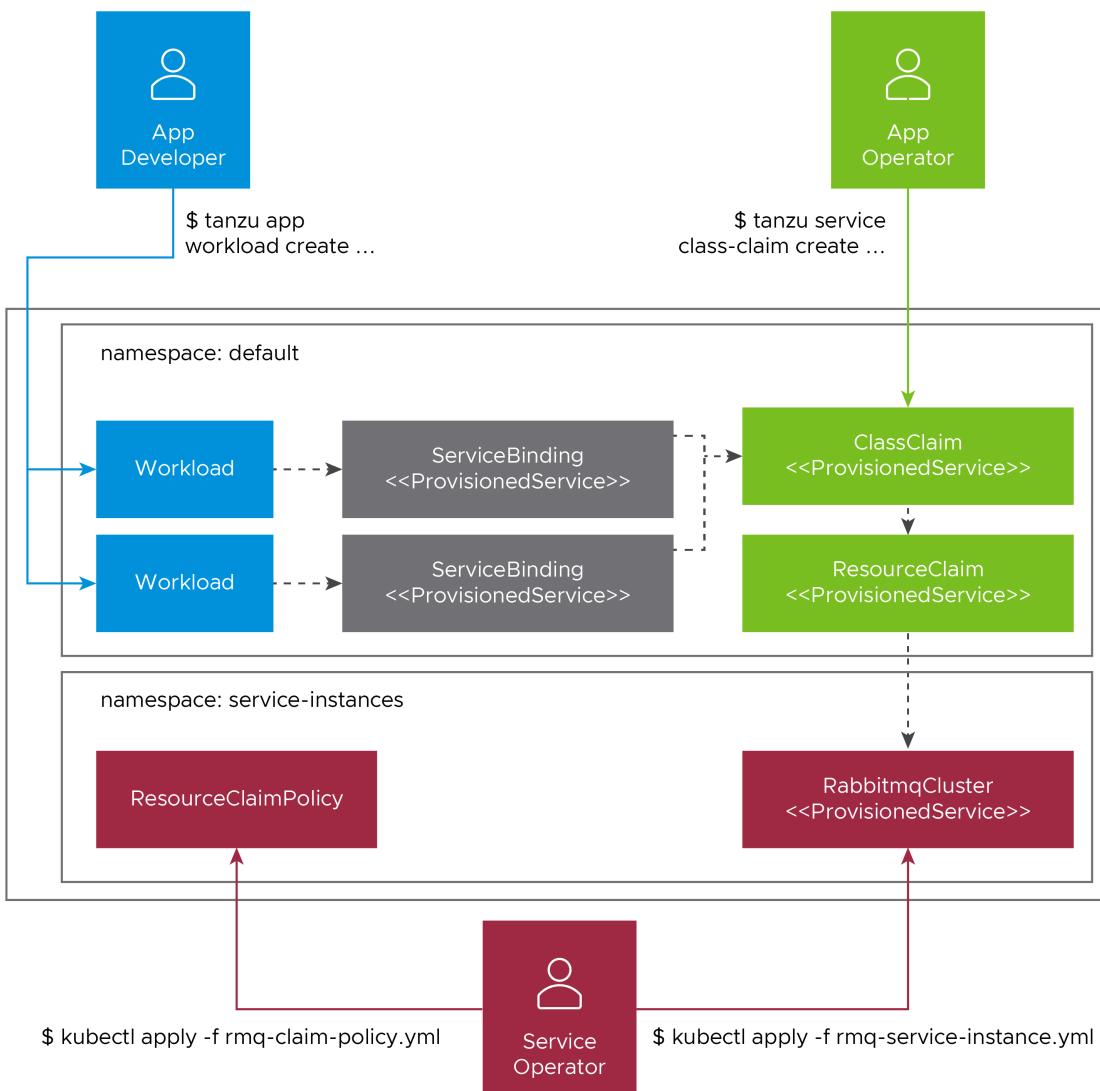 App
Developer
App
Operator
$ tanzu app
workload create ...
$ tanzu service
class-claim create ...
namespace: default
Workload
ServiceBinding
<<ProvisionedService>>
ClassClaim
<<ProvisionedService>>
Workload
ServiceBinding
<<ProvisionedService>>
ResourceClaim
<<ProvisionedService>>
namespace: service-instances
ResourceClaimPolicy
RabbitmqCluster
<<ProvisionedService>>
$ kubectl apply -f rmq-claim-policy.yml
Service
Operator
$ kubectl apply -f rmq-service-instance.yml